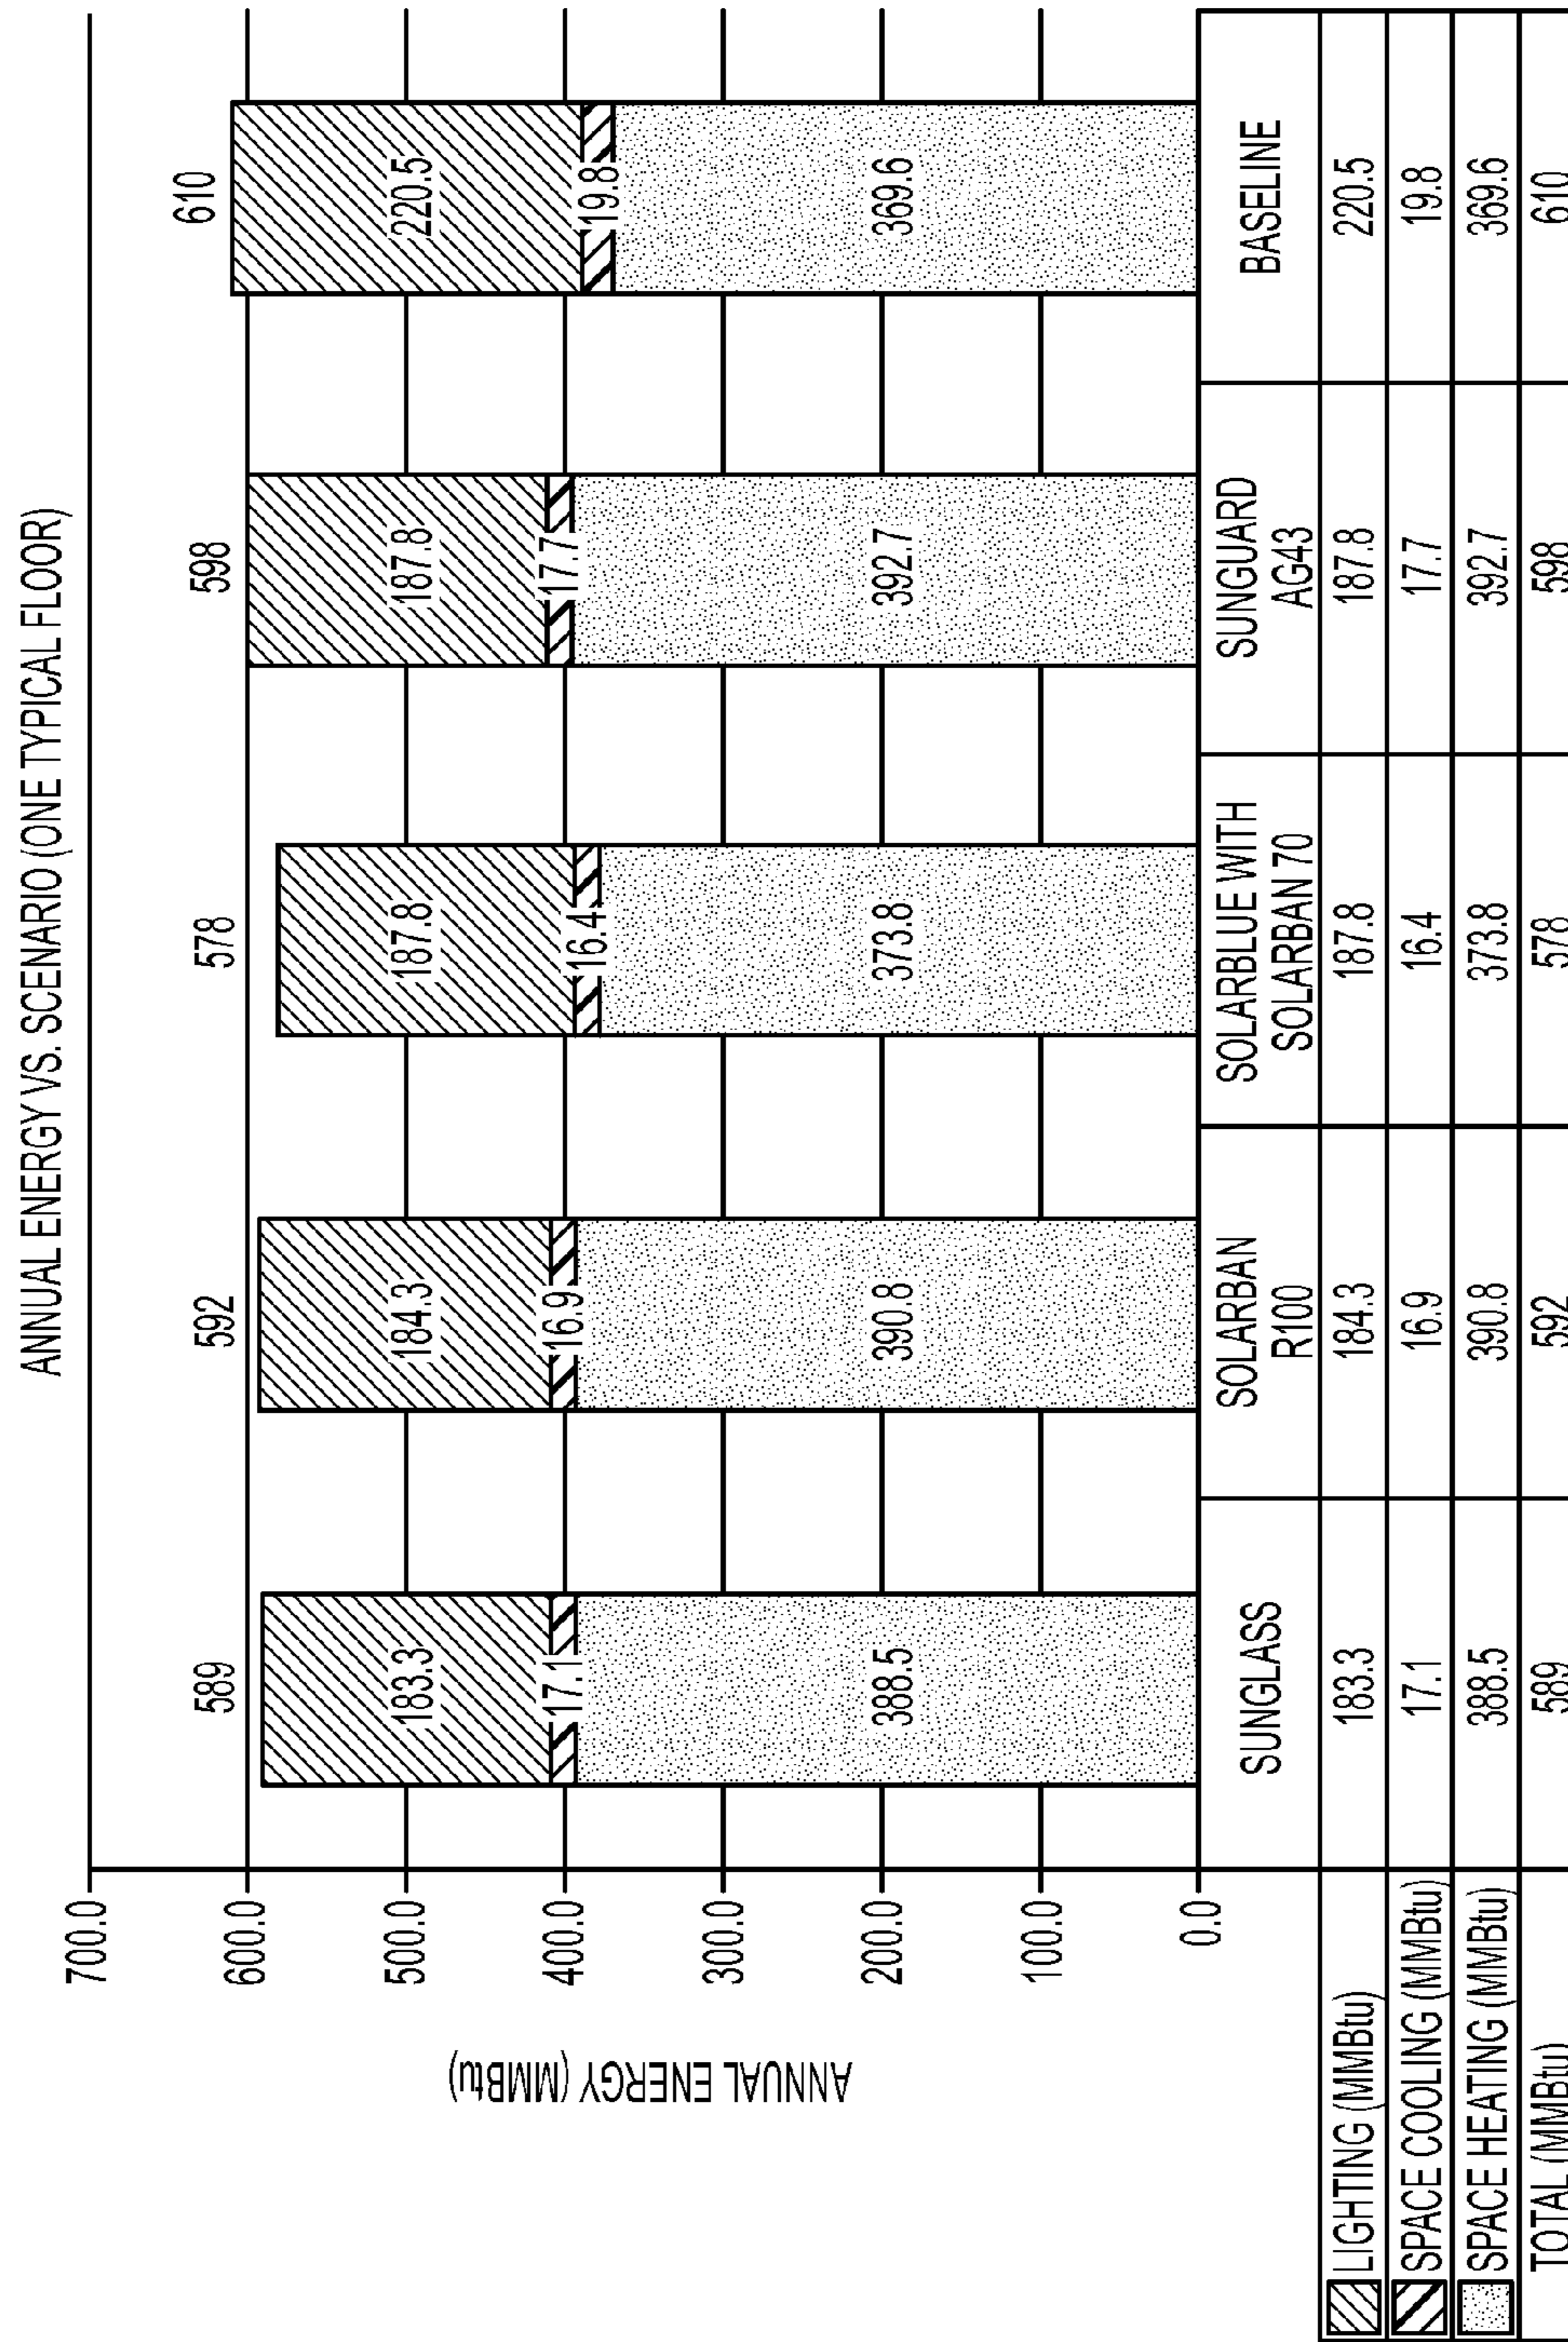 ANNUAL ENERGY VS. SCENARIO (ONE TYPICAL FLOOR)
ANNUAL ENERGY (MMBtu)
700.0
600.0
500.0
400.0
300.0
200.0
100.0
0.0
589 592 578 598 610
183.3 184.3 187.8 187.8 220.5
17.1 16.9 16.4 17.7 19.8
388.5 390.8 373.8 392.7 369.6
SUNGLASS
SOLARBAN
R100
SOLARBLUE WITH
SOLARBAN 70
SUNGUARD
AG43
BASELINE
LIGHTING (MMBtu) 183.3 184.3 187.8 187.8 220.5
SPACE COOLING (MMBtu) 17.1 16.9 16.4 17.7 19.8
SPACE HEATING (MMBtu) 388.5 390.8 373.8 392.7 369.6
TOTAL (MMBtu) 589 592 578 598 610